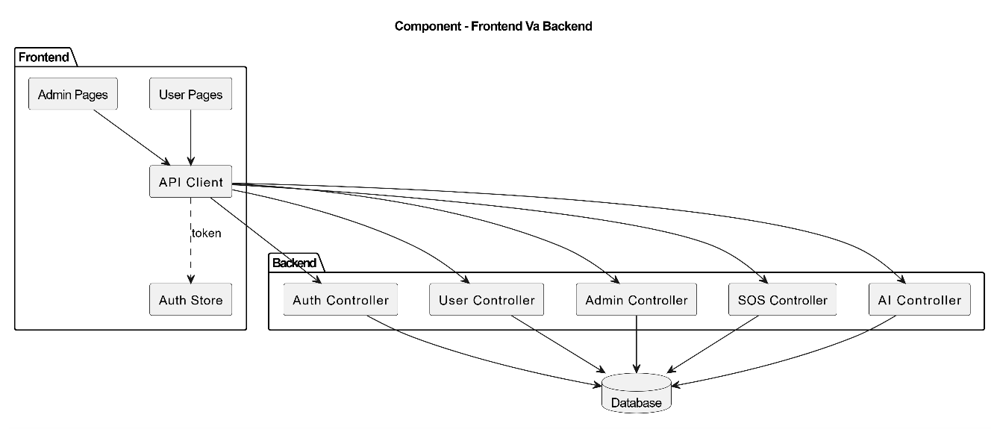 Component - Frontend Va Backend
Frontend
Admin Pages
User Pages
API Client
token
Auth Store
Backend
Auth Controller
User Controller
Admin Controller
SOS Controller
AI Controller
Database